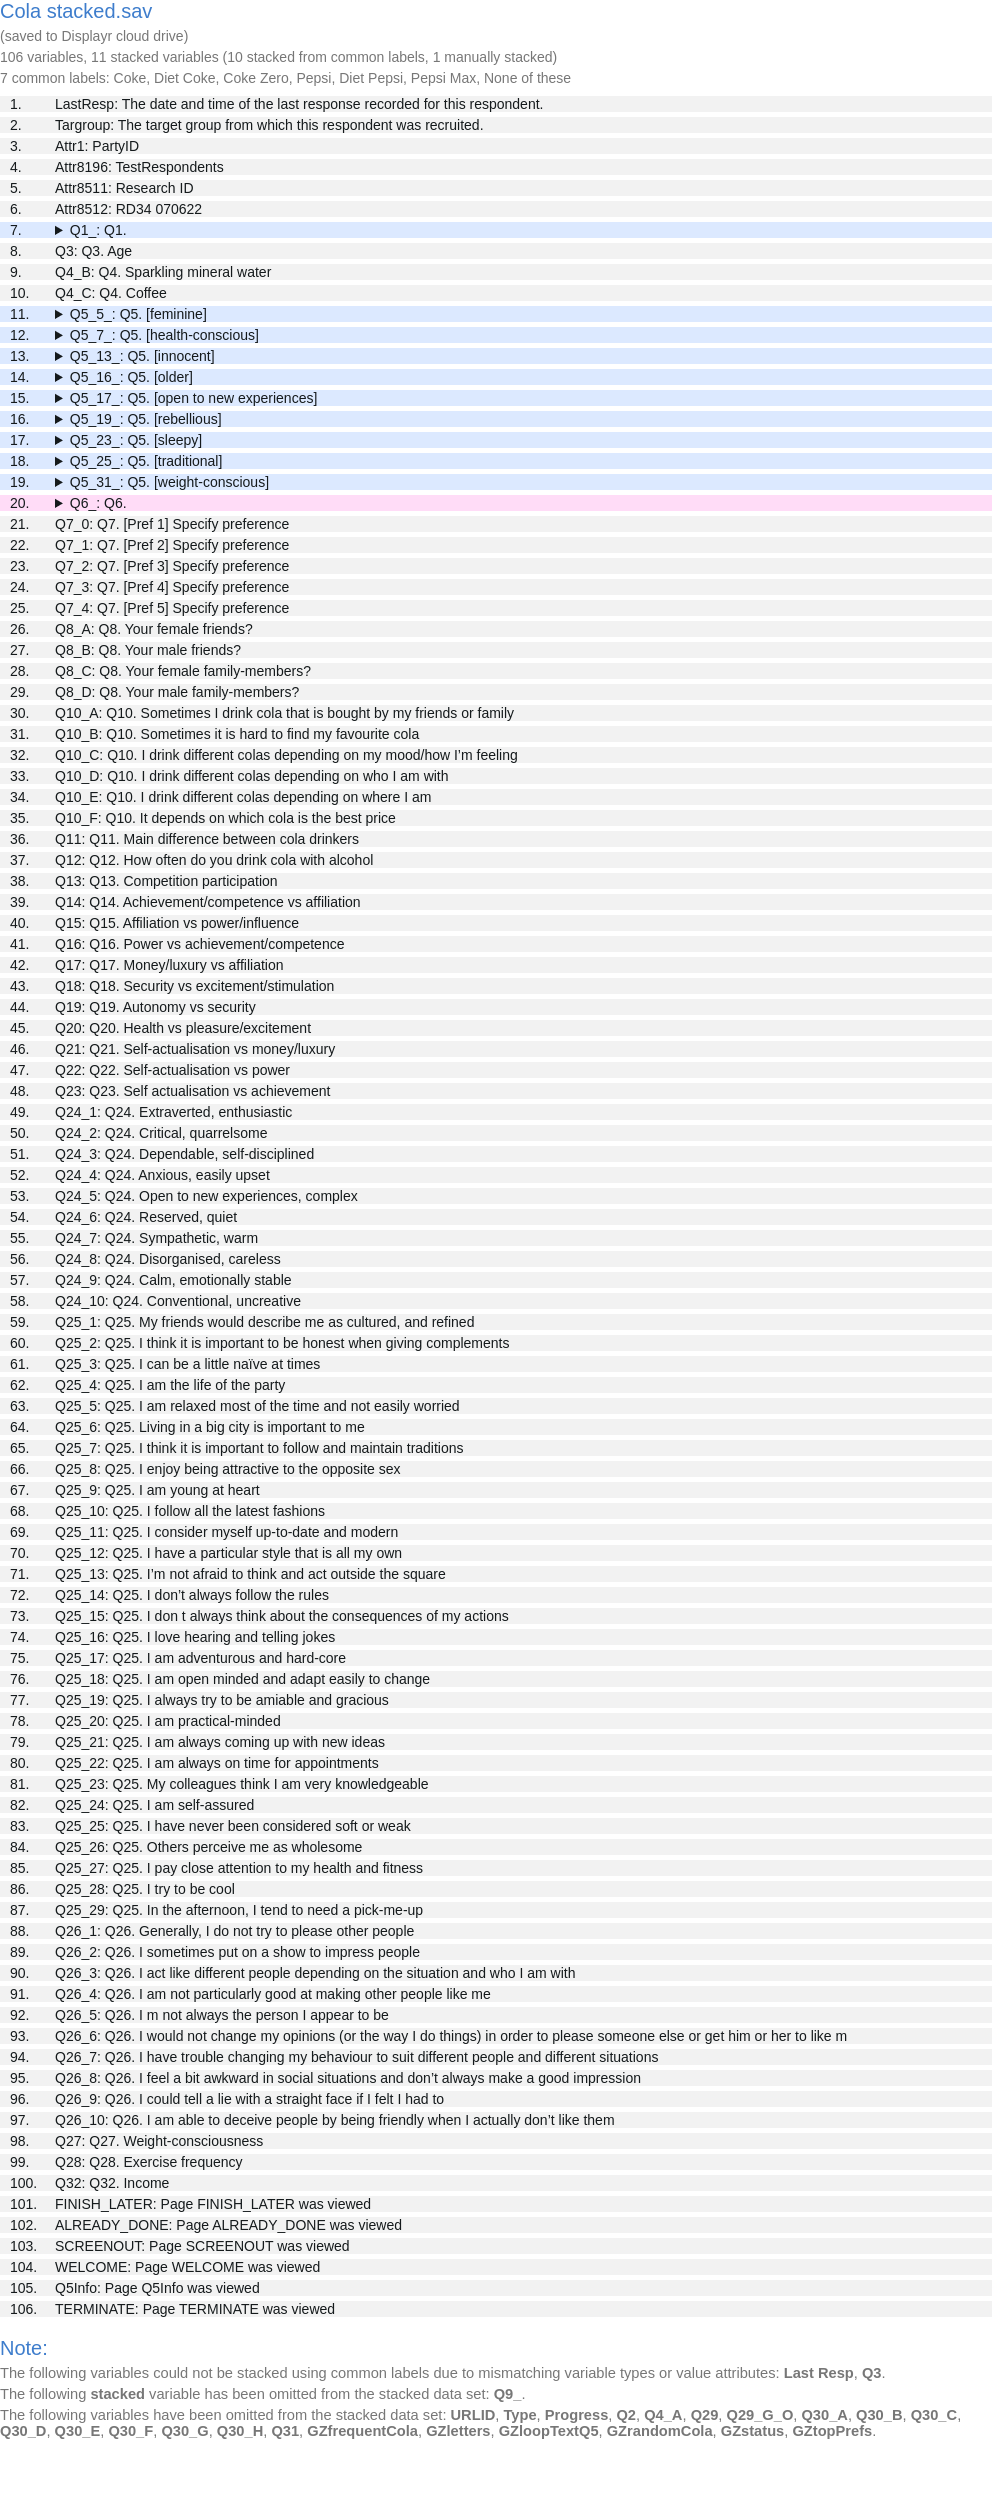 Cola stacked.sav
(saved to Displayr cloud drive)
106 variables, 11 stacked variables (10 stacked from common labels, 1 manually stacked)
7 common labels: Coke, Diet Coke, Coke Zero, Pepsi, Diet Pepsi, Pepsi Max, None of these
1. LastResp: The date and time of the last response recorded for this respondent.
2. Targroup: The target group from which this respondent was recruited.
3. Attr1: PartyID
4. Attr8196: TestRespondents
5. Attr8511: Research ID
6. Attr8512: RD34 070622
7. ▶ Q1_: Q1.
8. Q3: Q3. Age
9. Q4_B: Q4. Sparkling mineral water
10. Q4_C: Q4. Coffee
11. ▶ Q5_5_: Q5. [feminine]
12. ▶ Q5_7_: Q5. [health-conscious]
13. ▶ Q5_13_: Q5. [innocent]
14. ▶ Q5_16_: Q5. [older]
15. ▶ Q5_17_: Q5. [open to new experiences]
16. ▶ Q5_19_: Q5. [rebellious]
17. ▶ Q5_23_: Q5. [sleepy]
18. ▶ Q5_25_: Q5. [traditional]
19. ▶ Q5_31_: Q5. [weight-conscious]
20. ▶ Q6_: Q6.
21. Q7_0: Q7. [Pref 1] Specify preference
22. Q7_1: Q7. [Pref 2] Specify preference
23. Q7_2: Q7. [Pref 3] Specify preference
24. Q7_3: Q7. [Pref 4] Specify preference
25. Q7_4: Q7. [Pref 5] Specify preference
26. Q8_A: Q8. Your female friends?
27. Q8_B: Q8. Your male friends?
28. Q8_C: Q8. Your female family-members?
29. Q8_D: Q8. Your male family-members?
30. Q10_A: Q10. Sometimes I drink cola that is bought by my friends or family
31. Q10_B: Q10. Sometimes it is hard to find my favourite cola
32. Q10_C: Q10. I drink different colas depending on my mood/how I’m feeling
33. Q10_D: Q10. I drink different colas depending on who I am with
34. Q10_E: Q10. I drink different colas depending on where I am
35. Q10_F: Q10. It depends on which cola is the best price
36. Q11: Q11. Main difference between cola drinkers
37. Q12: Q12. How often do you drink cola with alcohol
38. Q13: Q13. Competition participation
39. Q14: Q14. Achievement/competence vs affiliation
40. Q15: Q15. Affiliation vs power/influence
41. Q16: Q16. Power vs achievement/competence
42. Q17: Q17. Money/luxury vs affiliation
43. Q18: Q18. Security vs excitement/stimulation
44. Q19: Q19. Autonomy vs security
45. Q20: Q20. Health vs pleasure/excitement
46. Q21: Q21. Self-actualisation vs money/luxury
47. Q22: Q22. Self-actualisation vs power
48. Q23: Q23. Self actualisation vs achievement
49. Q24_1: Q24. Extraverted, enthusiastic
50. Q24_2: Q24. Critical, quarrelsome
51. Q24_3: Q24. Dependable, self-disciplined
52. Q24_4: Q24. Anxious, easily upset
53. Q24_5: Q24. Open to new experiences, complex
54. Q24_6: Q24. Reserved, quiet
55. Q24_7: Q24. Sympathetic, warm
56. Q24_8: Q24. Disorganised, careless
57. Q24_9: Q24. Calm, emotionally stable
58. Q24_10: Q24. Conventional, uncreative
59. Q25_1: Q25. My friends would describe me as cultured, and refined
60. Q25_2: Q25. I think it is important to be honest when giving complements
61. Q25_3: Q25. I can be a little naïve at times
62. Q25_4: Q25. I am the life of the party
63. Q25_5: Q25. I am relaxed most of the time and not easily worried
64. Q25_6: Q25. Living in a big city is important to me
65. Q25_7: Q25. I think it is important to follow and maintain traditions
66. Q25_8: Q25. I enjoy being attractive to the opposite sex
67. Q25_9: Q25. I am young at heart
68. Q25_10: Q25. I follow all the latest fashions
69. Q25_11: Q25. I consider myself up-to-date and modern
70. Q25_12: Q25. I have a particular style that is all my own
71. Q25_13: Q25. I’m not afraid to think and act outside the square
72. Q25_14: Q25. I don’t always follow the rules
73. Q25_15: Q25. I don t always think about the consequences of my actions
74. Q25_16: Q25. I love hearing and telling jokes
75. Q25_17: Q25. I am adventurous and hard-core
76. Q25_18: Q25. I am open minded and adapt easily to change
77. Q25_19: Q25. I always try to be amiable and gracious
78. Q25_20: Q25. I am practical-minded
79. Q25_21: Q25. I am always coming up with new ideas
80. Q25_22: Q25. I am always on time for appointments
81. Q25_23: Q25. My colleagues think I am very knowledgeable
82. Q25_24: Q25. I am self-assured
83. Q25_25: Q25. I have never been considered soft or weak
84. Q25_26: Q25. Others perceive me as wholesome
85. Q25_27: Q25. I pay close attention to my health and fitness
86. Q25_28: Q25. I try to be cool
87. Q25_29: Q25. In the afternoon, I tend to need a pick-me-up
88. Q26_1: Q26. Generally, I do not try to please other people
89. Q26_2: Q26. I sometimes put on a show to impress people
90. Q26_3: Q26. I act like different people depending on the situation and who I am with
91. Q26_4: Q26. I am not particularly good at making other people like me
92. Q26_5: Q26. I m not always the person I appear to be
93. Q26_6: Q26. I would not change my opinions (or the way I do things) in order to please someone else or get him or her to like m
94. Q26_7: Q26. I have trouble changing my behaviour to suit different people and different situations
95. Q26_8: Q26. I feel a bit awkward in social situations and don’t always make a good impression
96. Q26_9: Q26. I could tell a lie with a straight face if I felt I had to
97. Q26_10: Q26. I am able to deceive people by being friendly when I actually don’t like them
98. Q27: Q27. Weight-consciousness
99. Q28: Q28. Exercise frequency
100. Q32: Q32. Income
101. FINISH_LATER: Page FINISH_LATER was viewed
102. ALREADY_DONE: Page ALREADY_DONE was viewed
103. SCREENOUT: Page SCREENOUT was viewed
104. WELCOME: Page WELCOME was viewed
105. Q5Info: Page Q5Info was viewed
106. TERMINATE: Page TERMINATE was viewed
Note:
The following variables could not be stacked using common labels due to mismatching variable types or value attributes: Last Resp, Q3.
The following stacked variable has been omitted from the stacked data set: Q9_.
The following variables have been omitted from the stacked data set: URLID, Type, Progress, Q2, Q4_A, Q29, Q29_G_O, Q30_A, Q30_B, Q30_C,
Q30_D, Q30_E, Q30_F, Q30_G, Q30_H, Q31, GZfrequentCola, GZletters, GZloopTextQ5, GZrandomCola, GZstatus, GZtopPrefs.